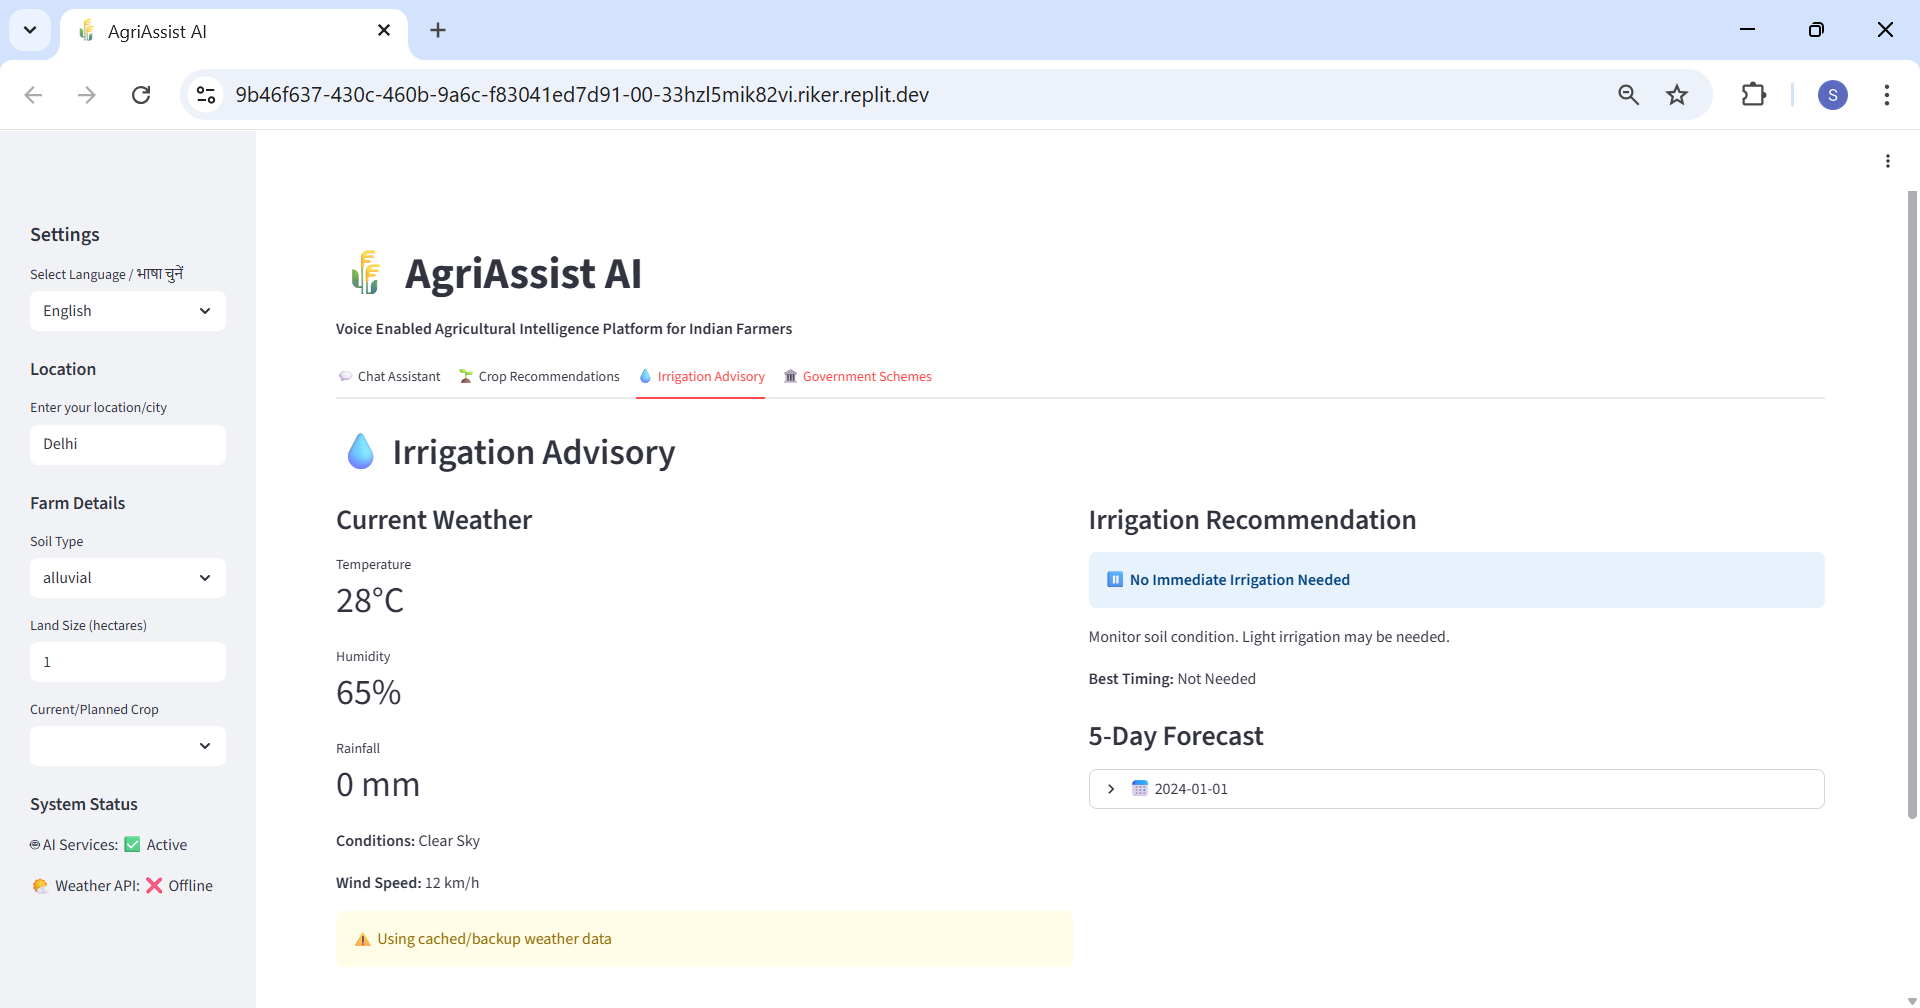 AgriAssist AI
9b46f637-430c-460b-9a6c-f83041ed7d91-00-33hzl5mik82vi.riker.replit.dev
S
Settings
Select Language / भाषा चुनें
English
Location
Enter your location/city
Delhi
Farm Details
Soil Type
alluvial
Land Size (hectares)
1
Current/Planned Crop
System Status
AI Services: Active
Weather API: Offline
AgriAssist AI
Voice Enabled Agricultural Intelligence Platform for Indian Farmers
Chat Assistant Crop Recommendations Irrigation Advisory Government Schemes
Irrigation Advisory
Current Weather
Temperature
28°C
Humidity
65%
Rainfall
0 mm
Conditions: Clear Sky
Wind Speed: 12 km/h
Using cached/backup weather data
Irrigation Recommendation
No Immediate Irrigation Needed
Monitor soil condition. Light irrigation may be needed.
Best Timing: Not Needed
5-Day Forecast
2024-01-01